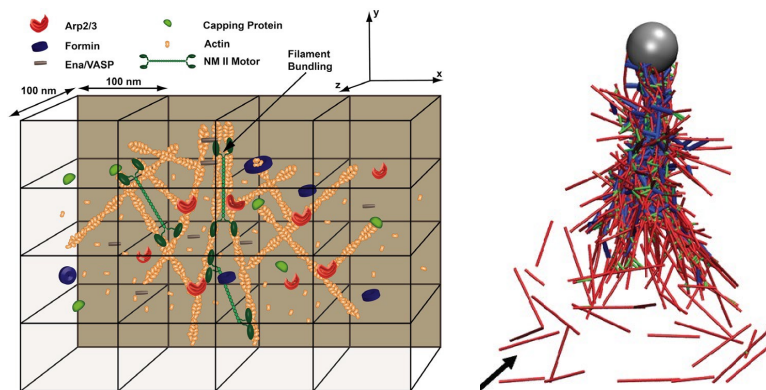 Arp2/3
Formin
Ena/VASP
Capping Protein
Actin
NM II Motor
Filament
Bundling
y
x
z
100 nm
100 nm